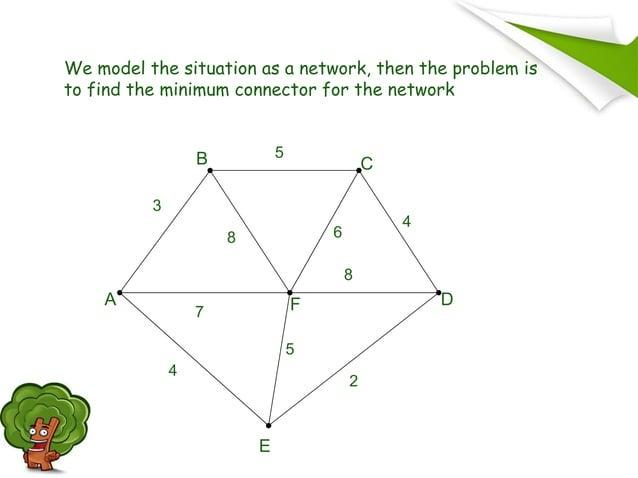 We model the situation as a network, then the problem is
to find the minimum connector for the network
B
5
C
3
8
6
4
8
A
7
F
D
5
4
2
E